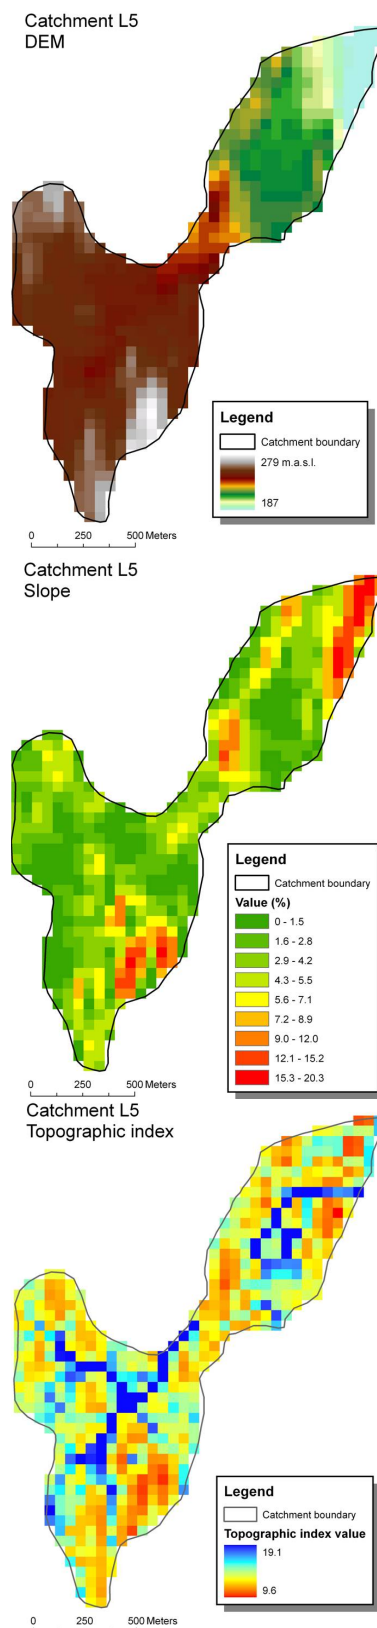 Catchment L5
DEM
Legend
Catchment boundary
279 m.a.s.l.
187
0 250 500 Meters
Catchment L5
Slope
Legend
Catchment boundary
Value (%)
0 - 1.5
1.6 - 2.8
2.9 - 4.2
4.3 - 5.5
5.6 - 7.1
7.2 - 8.9
9.0 - 12.0
12.1 - 15.2
15.3 - 20.3
0 250 500 Meters
Catchment L5
Topographic index
Legend
Catchment boundary
Topographic index value
19.1
9.6
0 250 500 Meters